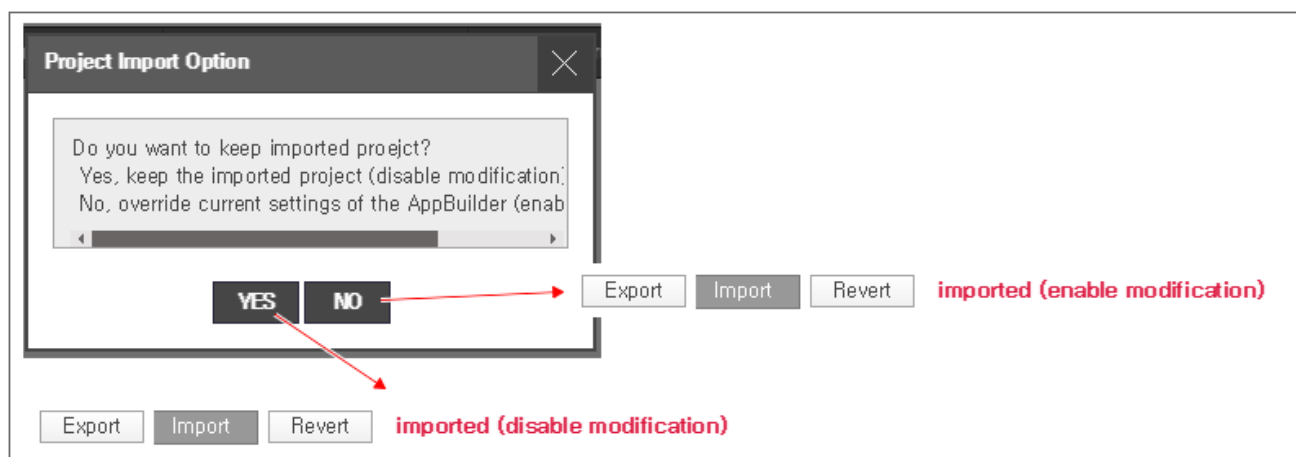 Project Import Option
Do you want to keep imported proejct?
Yes, keep the imported project (disable modification)
No, override current settings of the AppBuilder (enab
YES NO
Export Import Revert imported (enable modification)
Export Import Revert imported (disable modification)